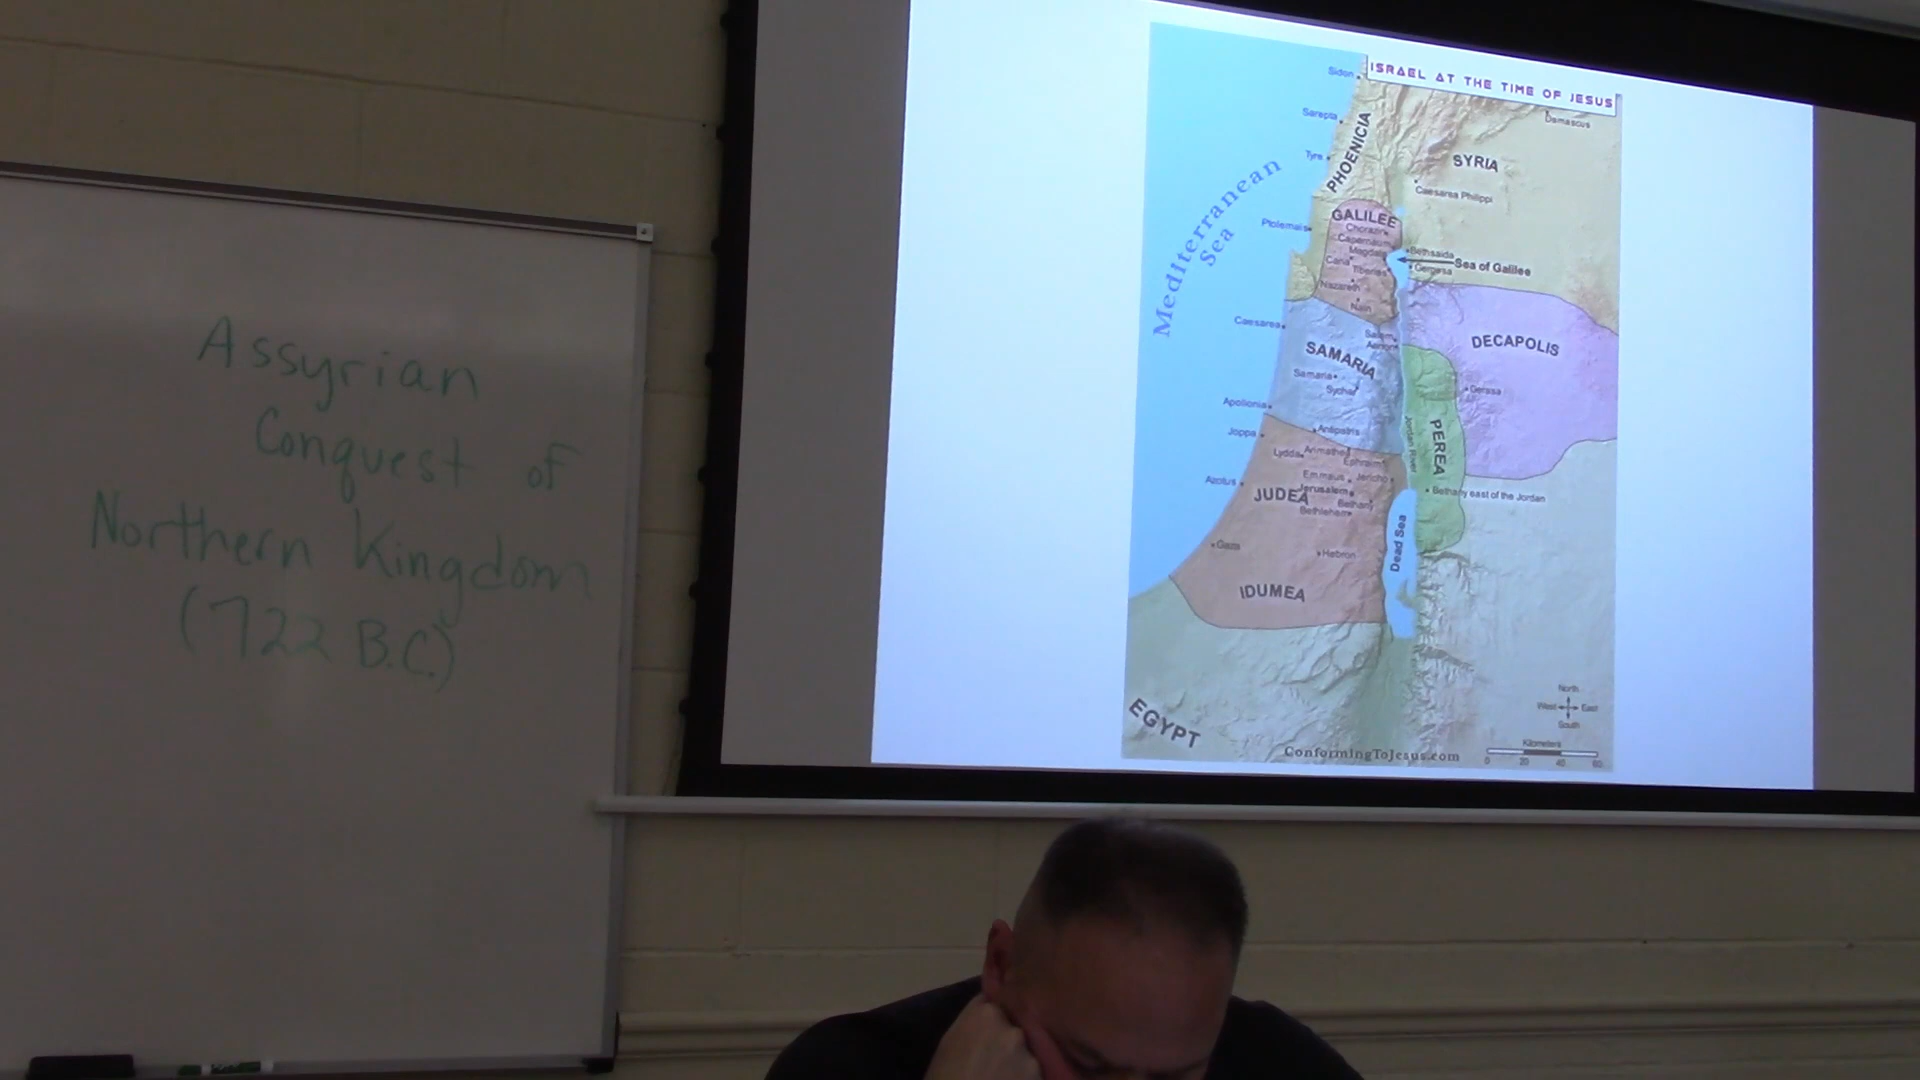 Assyrian
Conquest of
Northern Kingdom
(722 B.C.)
ISRAEL AT THE TIME OF JESUS
Sidon
Damascus
Sarepta
PHOENICIA
Tyre
SYRIA
Caesarea Philippi
Mediterranean
Sea
GALILEE
Ptolemais
Chorazin
Capernaum
Magdala
Bethsaida
Cana
Sea of Galilee
Tiberias
Gergesa
Nazareth
Nain
Caesarea
Salem
Aenon
DECAPOLIS
SAMARIA
Samaria
Sychar
Gerasa
Apollonia
Antipatris
Joppa
Jordan River
PEREA
Lydda
Arimathea
Ephraim
Emmaus
Jericho
Azotus
Jerusalem
JUDEA
Bethany
Bethany east of the Jordan
Bethlehem
Gaza
Hebron
Dead Sea
IDUMEA
EGYPT
North
West East
South
ConformingToJesus.com
Kilometers
0 20 40 60